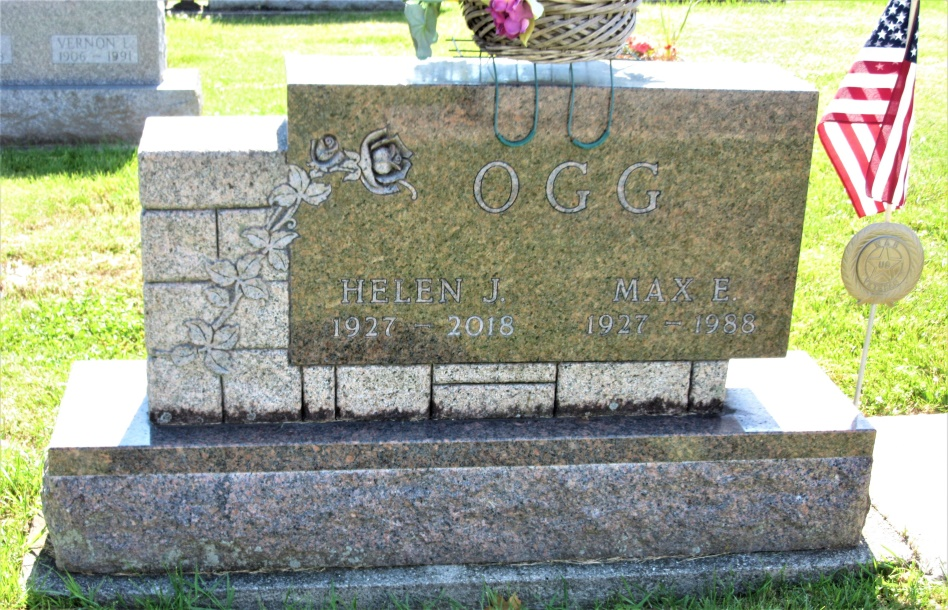 VERNON L.
1906 – 1991
OGG
HELEN J.
1927 – 2018
MAX E.
1927 – 1988